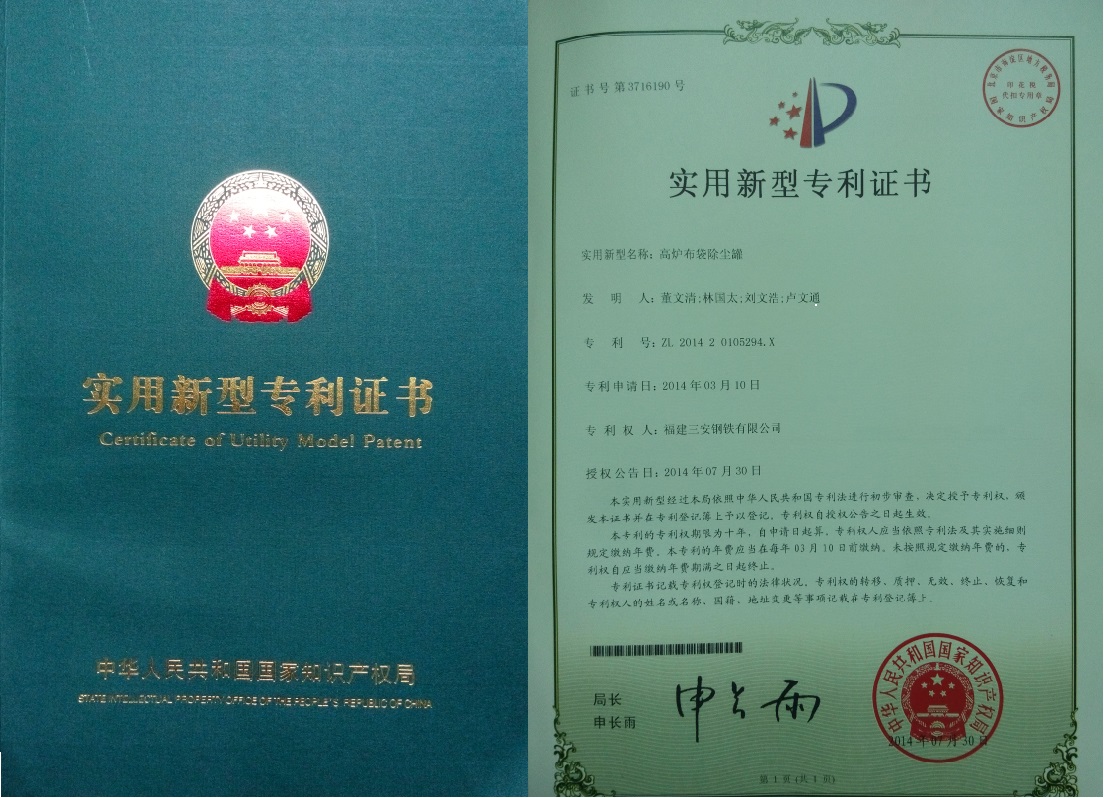 实用新型专利证书
Certificate of Utility Model Patent
中华人民共和国国家知识产权局
STATE INTELLECTUAL PROPERTY OFFICE OF THE PEOPLE'S REPUBLIC OF CHINA
证书号第3716190号
印花税
代扣专用章
国家知识产权局
实用新型专利证书
实用新型名称：高炉布袋除尘罐
发明人：董文清;林国太;刘文浩;卢文通
专利号：ZL 2014 2 0105294.X
专利申请日：2014年03月10日
专利权人：福建三安钢铁有限公司
授权公告日：2014年07月30日
本实用新型经过本局依照中华人民共和国专利法进行初步审查，决定授予专利权，颁
发本证书并在专利登记簿上予以登记。专利权自授权公告之日起生效。
本专利的专利权期限为十年，自申请日起算。专利权人应当依照专利法及其实施细则
规定缴纳年费。本专利的年费应当在每年03月10日前缴纳。未按照规定缴纳年费的，专
利权自应当缴纳年费期满之日起终止。
专利证书记载专利权登记时的法律状况。专利权的转移、质押、无效、终止、恢复和
专利权人的姓名或名称、国籍、地址变更等事项记载在专利登记簿上。
局长
申长雨
申长雨
中华人民共和国国家知识产权局
2014年07月30日
第1页(共1页)